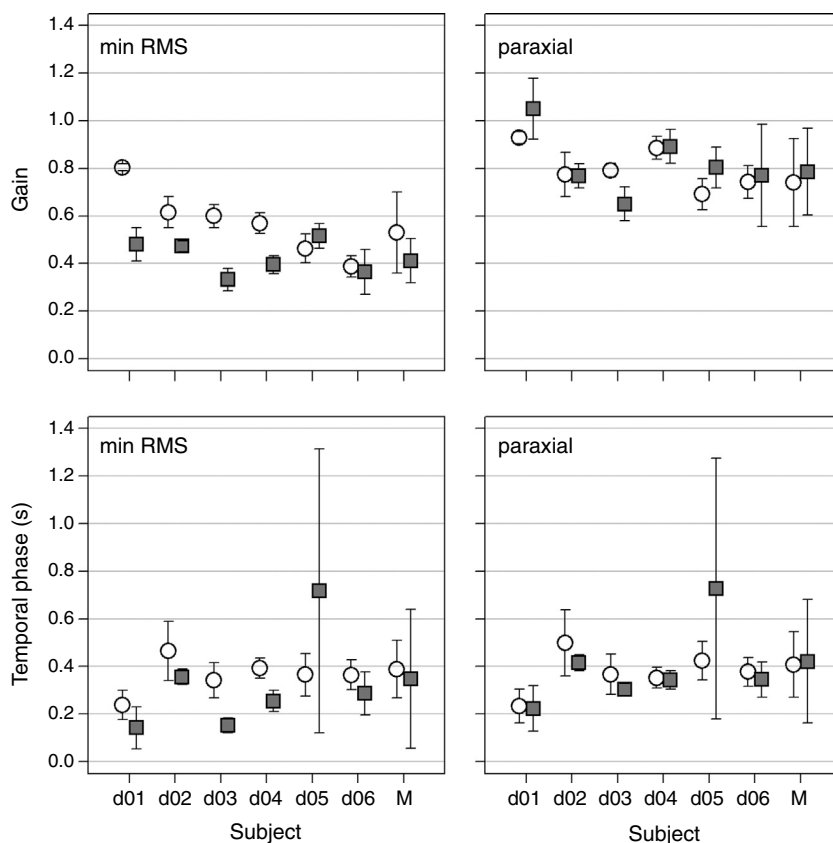 1.4
min RMS
paraxial
1.2
1.0
0.8
Gain
0.6
0.4
0.2
0.0
1.4
min RMS
paraxial
1.2
1.0
0.8
Temporal phase (s)
0.6
0.4
0.2
0.0
d01 d02 d03 d04 d05 d06 M d01 d02 d03 d04 d05 d06 M
Subject Subject